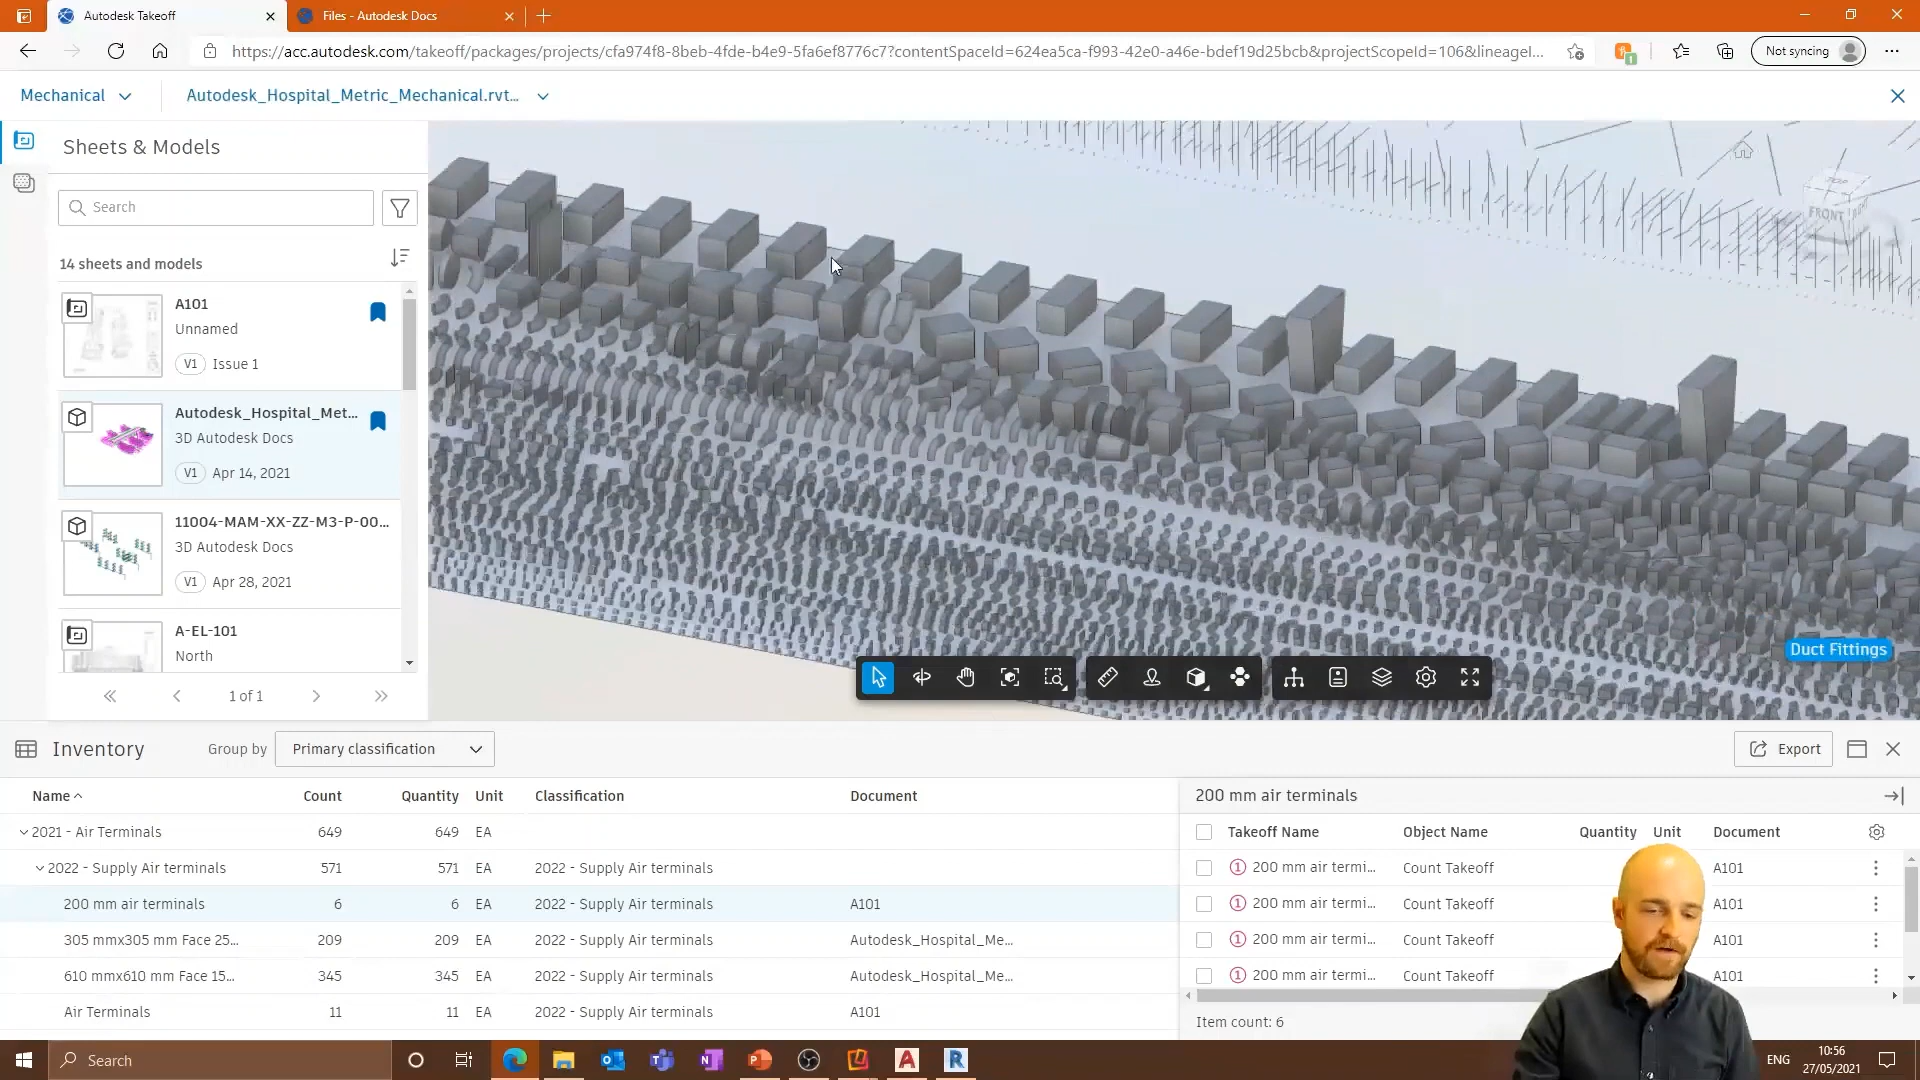 Autodesk Takeoff
Files - Autodesk Docs
https://acc.autodesk.com/takeoff/packages/projects/cfa974f8-8beb-4fde-b4e9-5fa6ef8776c7?contentSpaceId=624ea5ca-f993-42e0-a46e-bdef19d25bcb&projectScopeId=106&lineageI...
Not syncing
Mechanical
Autodesk_Hospital_Metric_Mechanical.rvt...
Sheets & Models
Search
14 sheets and models
A101
Unnamed
V1 Issue 1
Autodesk_Hospital_Met...
3D Autodesk Docs
V1 Apr 14, 2021
11004-MAM-XX-ZZ-M3-P-00...
3D Autodesk Docs
V1 Apr 28, 2021
A-EL-101
North
1 of 1
TOP
FRONT
Duct Fittings
Inventory
Group by
Primary classification
Export
Name Count Quantity Unit Classification Document
2021 - Air Terminals 649 649 EA
2022 - Supply Air terminals 571 571 EA 2022 - Supply Air terminals
200 mm air terminals 6 6 EA 2022 - Supply Air terminals A101
305 mmx305 mm Face 25... 209 209 EA 2022 - Supply Air terminals Autodesk_Hospital_Me...
610 mmx610 mm Face 15... 345 345 EA 2022 - Supply Air terminals Autodesk_Hospital_Me...
Air Terminals 11 11 EA 2022 - Supply Air terminals A101
200 mm air terminals
Takeoff Name Object Name Quantity Unit Document
1 200 mm air termi... Count Takeoff A101
1 200 mm air termi... Count Takeoff A101
1 200 mm air termi... Count Takeoff A101
1 200 mm air termi... Count Takeoff A101
Item count: 6
Search
ENG
10:56
27/05/2021